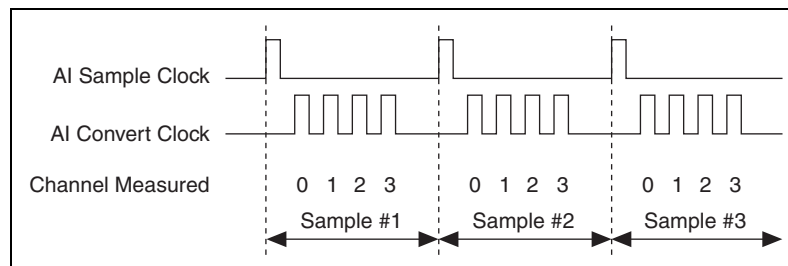 AI Sample Clock
AI Convert Clock
Channel Measured 0 1 2 3 0 1 2 3 0 1 2 3
Sample #1 Sample #2 Sample #3